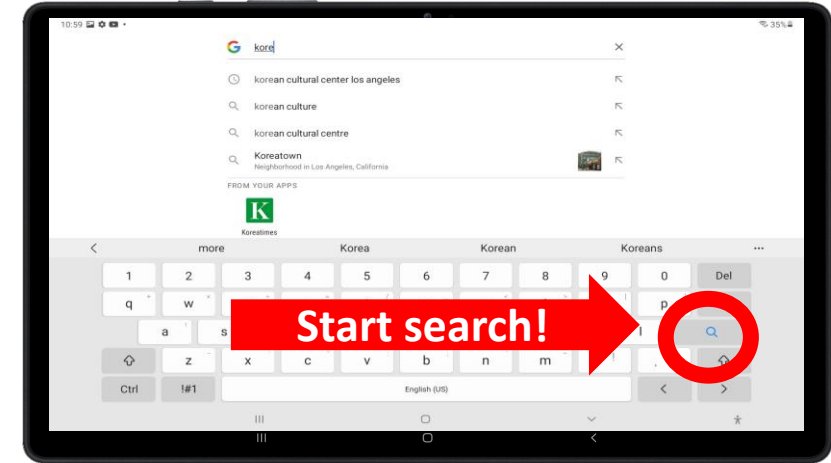 10:59
35%
G kore
korean cultural center los angeles
korean culture
korean cultural centre
Koreatown
Neighborhood in Los Angeles, California
FROM YOUR APPS
K
Koreatimes
more Korea Korean Koreans
1 2 3 4 5 6 7 8 9 0 Del
q w p
a s l
Start search!
z x c v b n m
Ctrl !#1 English (US)